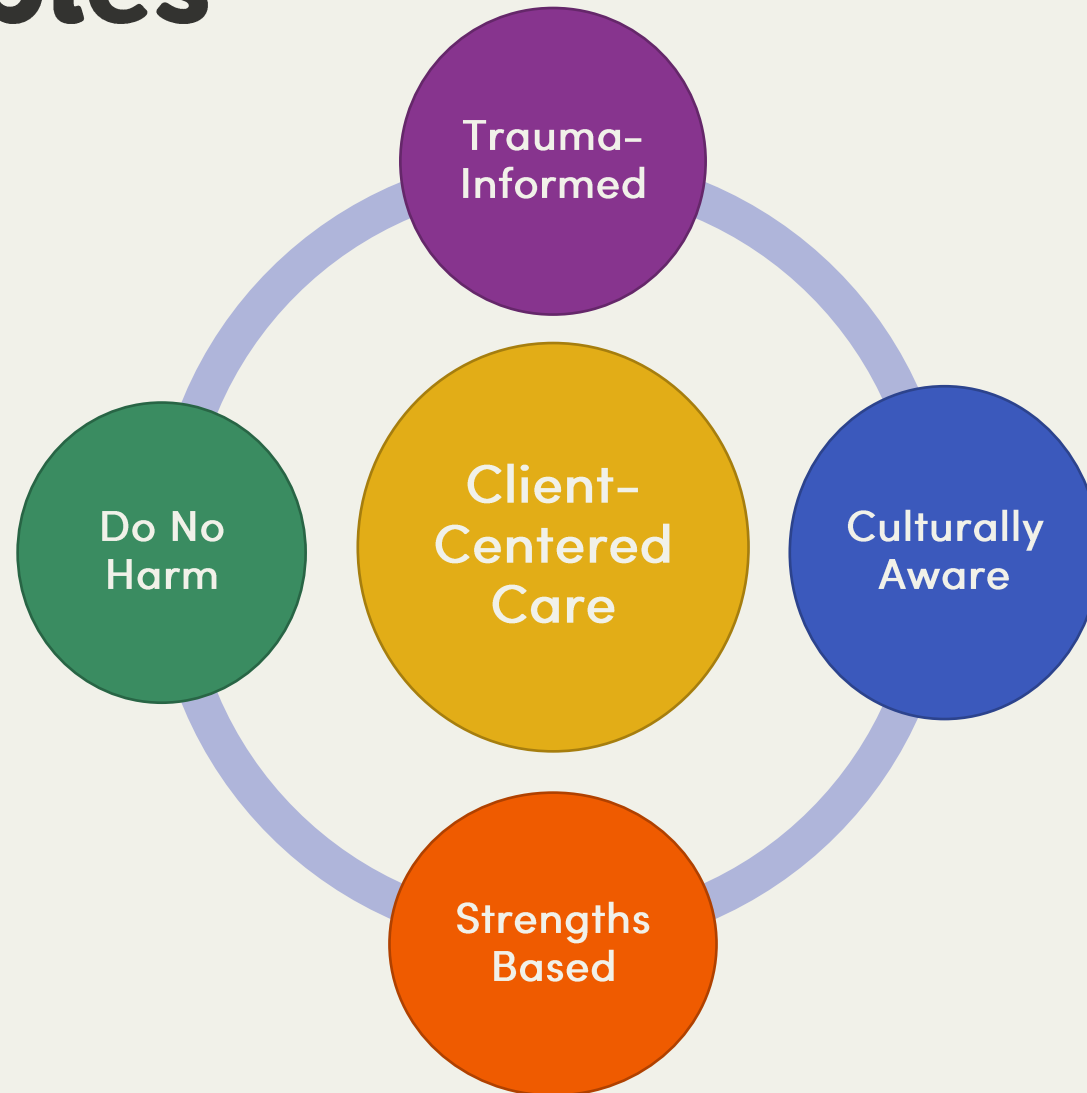 Trauma-
Informed
Client-
Centered
Care
Do No
Harm
Culturally
Aware
Strengths
Based